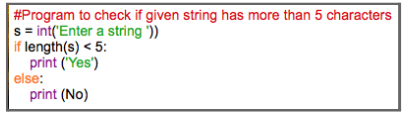 #Program to check if given string has more than 5 characters
s = int('Enter a string '))
if length(s) < 5:
    print ('Yes')
else:
    print (No)